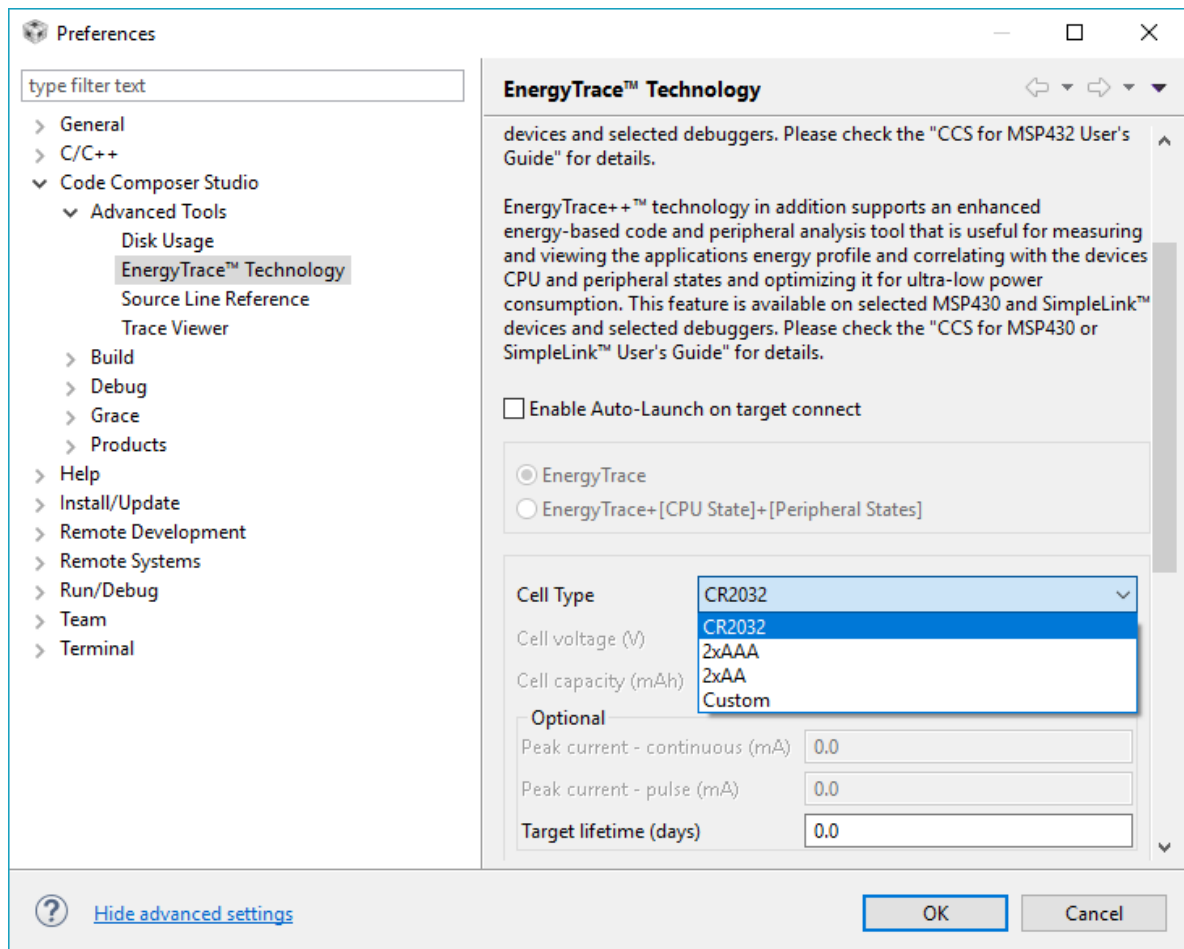 Preferences
type filter text
General
C/C++
Code Composer Studio
Advanced Tools
Disk Usage
EnergyTrace™ Technology
Source Line Reference
Trace Viewer
Build
Debug
Grace
Products
Help
Install/Update
Remote Development
Remote Systems
Run/Debug
Team
Terminal
EnergyTrace™ Technology
devices and selected debuggers. Please check the "CCS for MSP432 User's
Guide" for details.
EnergyTrace++™ technology in addition supports an enhanced
energy-based code and peripheral analysis tool that is useful for measuring
and viewing the applications energy profile and correlating with the devices
CPU and peripheral states and optimizing it for ultra-low power
consumption. This feature is available on selected MSP430 and SimpleLink™
devices and selected debuggers. Please check the "CCS for MSP430 or
SimpleLink™ User's Guide" for details.
Enable Auto-Launch on target connect
EnergyTrace
EnergyTrace+[CPU State]+[Peripheral States]
Cell Type CR2032
CR2032
Cell voltage (V)
2xAAA
2xAA
Cell capacity (mAh)
Custom
Optional
Peak current - continuous (mA) 0.0
Peak current - pulse (mA) 0.0
Target lifetime (days) 0.0
? Hide advanced settings
OK Cancel